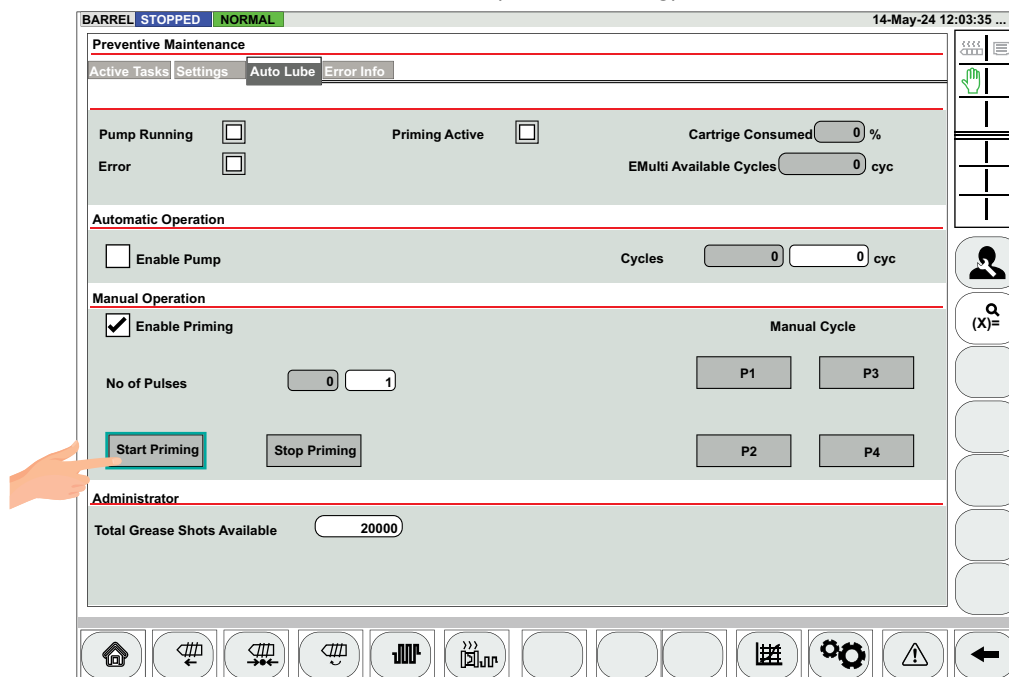 BARREL STOPPED NORMAL 14-May-24 12:03:35 ...
Preventive Maintenance
Active Tasks Settings Auto Lube Error Info
Pump Running Priming Active Cartrige Consumed 0 %
Error EMulti Available Cycles 0 cyc
Automatic Operation
Enable Pump Cycles 0 0 cyc
Manual Operation
Enable Priming Manual Cycle
(X)=
No of Pulses 0 1 P1 P3
Start Priming Stop Priming P2 P4
Administrator
Total Grease Shots Available 20000